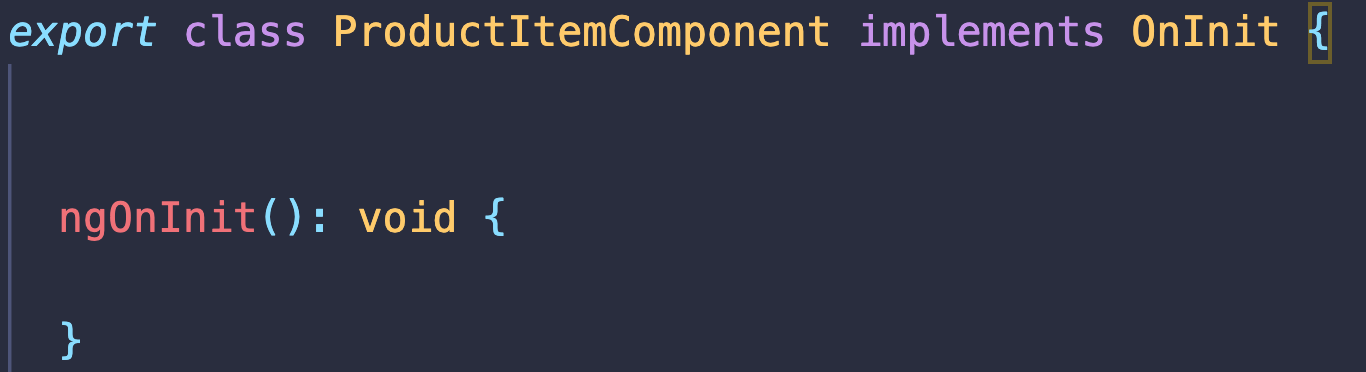 export class ProductItemComponent implements OnInit {
ngOnInit(): void {
}